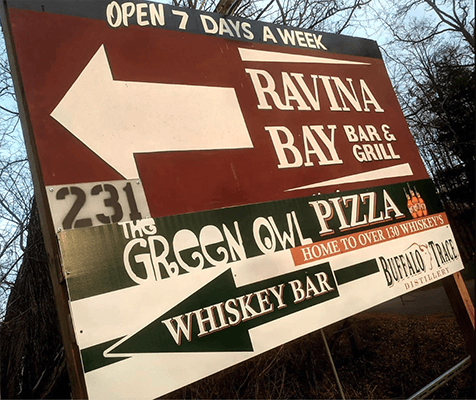 OPEN 7 DAYS A WEEK
RAVINA
BAY BAR &
GRILL
231
THE GREEN OWL PIZZA
HOME TO OVER 130 WHISKEY'S
WHISKEY BAR
BUFFALO TRACE
DISTILLERY